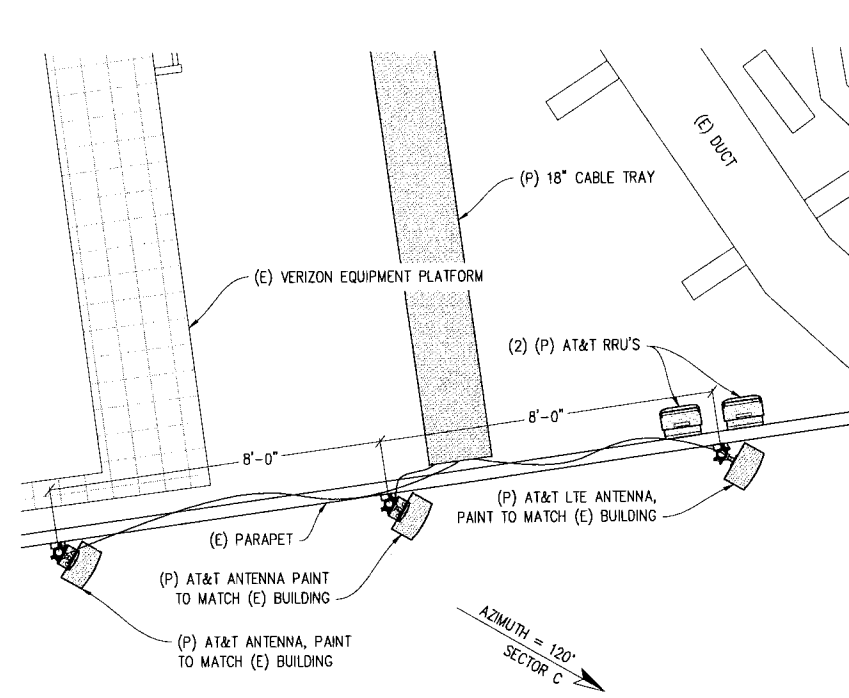 (E) DUCT
(P) 18" CABLE TRAY
(E) VERIZON EQUIPMENT PLATFORM
(2) (P) AT&T RRU'S
8'-0"
8'-0"
(P) AT&T LTE ANTENNA,
PAINT TO MATCH (E) BUILDING
(E) PARAPET
(P) AT&T ANTENNA PAINT
TO MATCH (E) BUILDING
(P) AT&T ANTENNA, PAINT
TO MATCH (E) BUILDING
AZIMUTH = 120°
SECTOR C